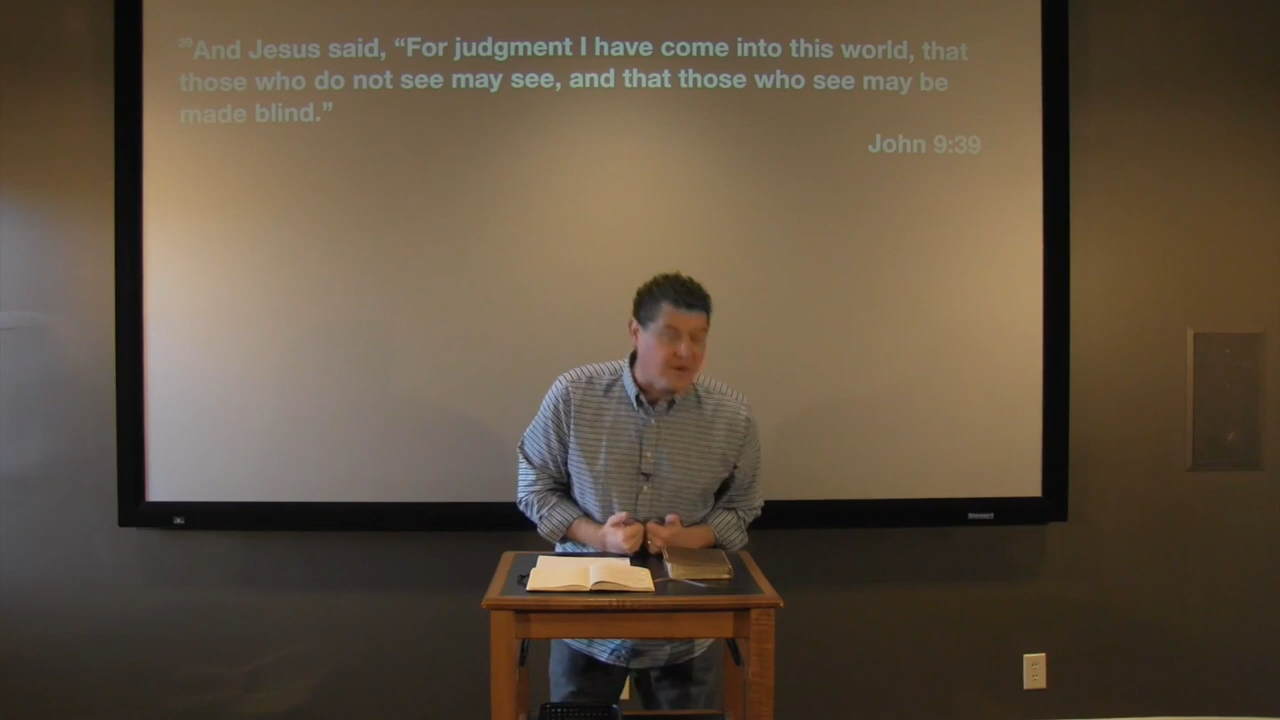 ³⁹And Jesus said, “For judgment I have come into this world, that
those who do not see may see, and that those who see may be
made blind.”
John 9:39